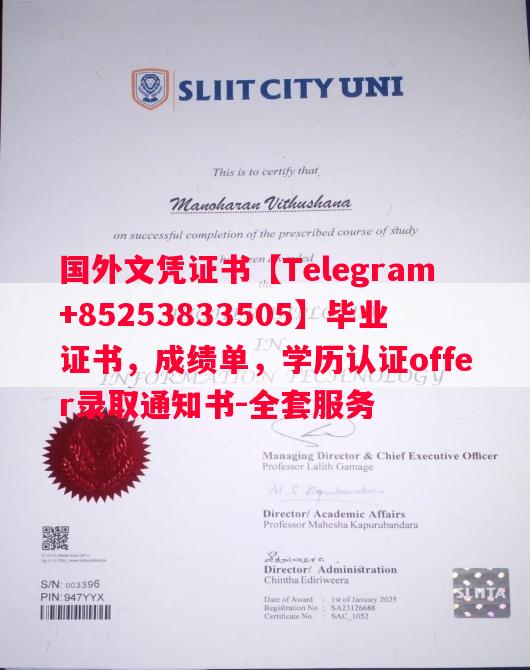 SLIIT CITY UNI
This is to certify that
Manoharan Vithushana
on successful completion of the prescribed course of study
国外文凭证书【Telegram
+85253833505】毕业
证书，成绩单，学历认证offe
r录取通知书-全套服务
IN
INFORMATION TECHNOLOGY
Managing Director & Chief Executive Officer
Professor Lalith Gamage
Director/ Academic Affairs
Professor Mahesha Kapurubandara
Director/ Administration
Chintha Ediriweera
S/N: 003396
PIN: 947YYX
Date of Award : 1st of January 2025
Registration No : SA23126688
Certificate No : SAC_1052